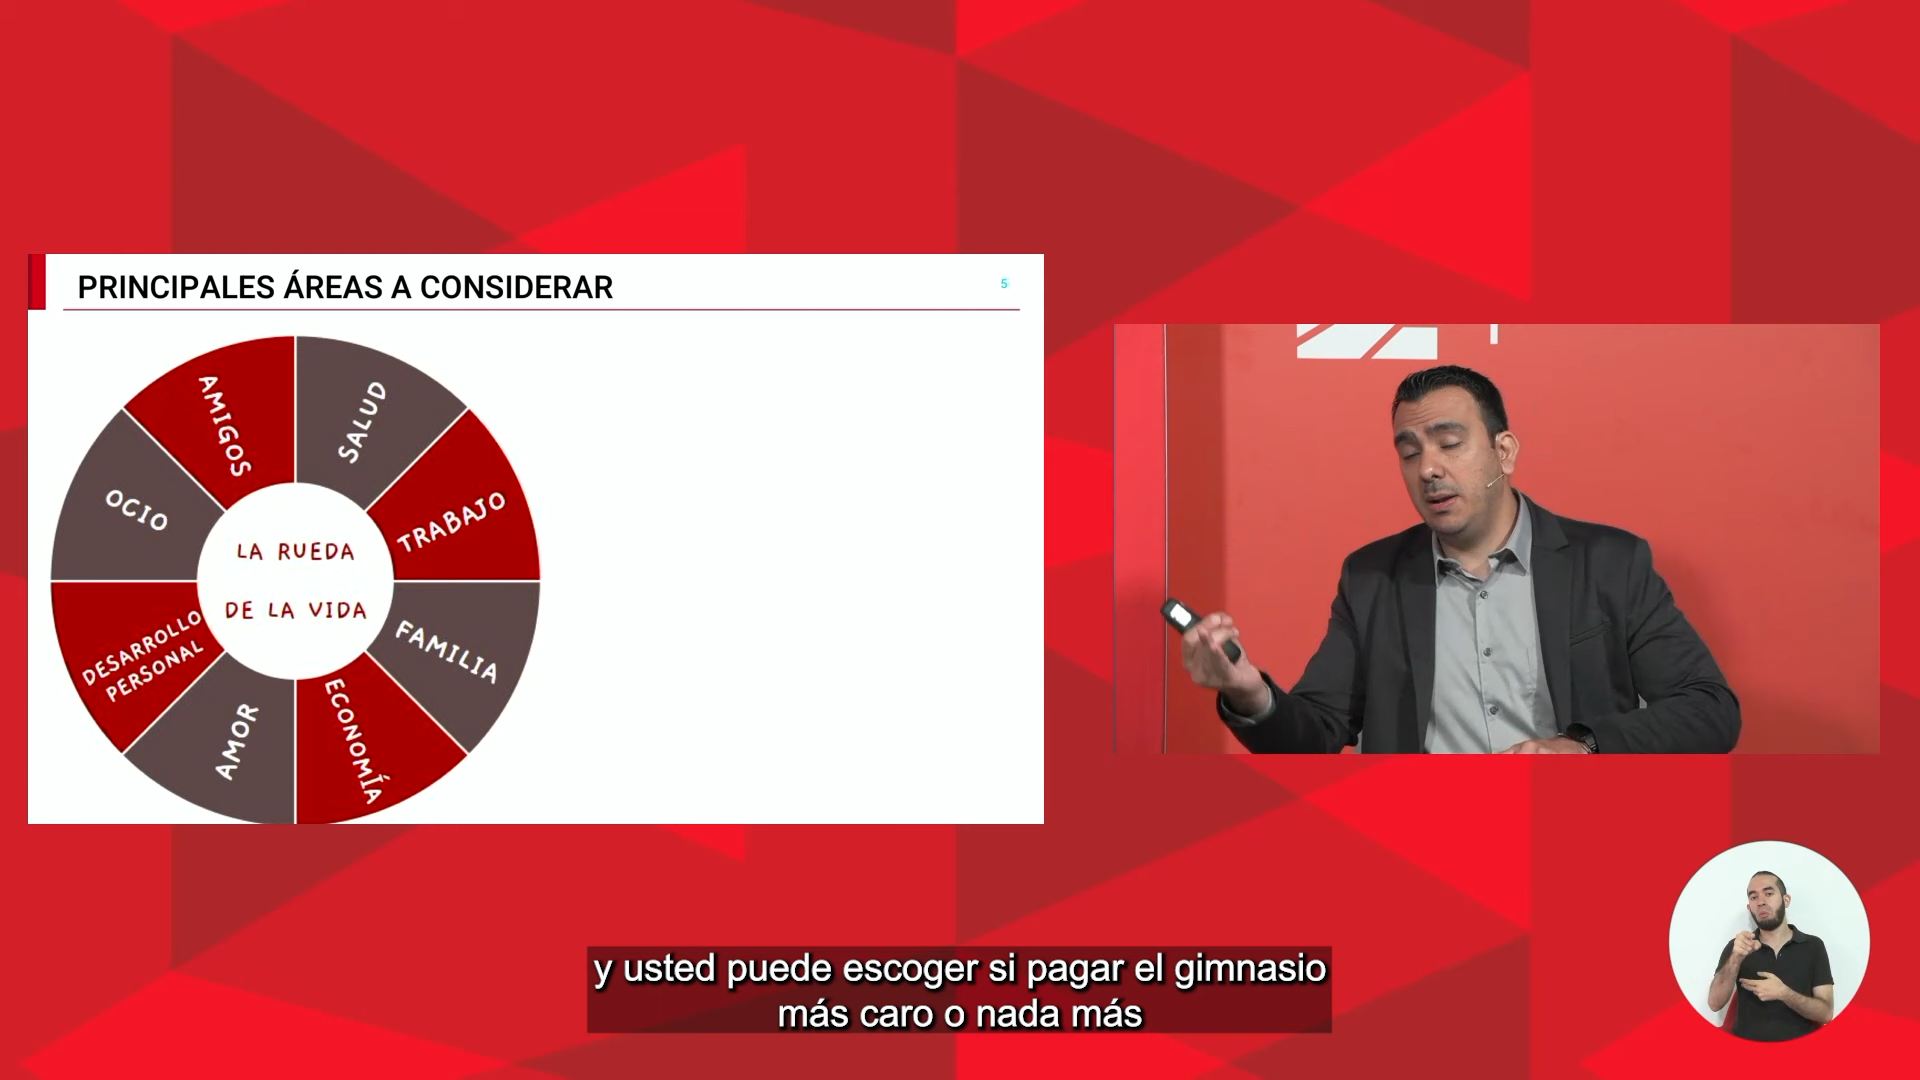 PRINCIPALES ÁREAS A CONSIDERAR
5
AMIGOS
SALUD
OCIO
TRABAJO
LA RUEDA
DE LA VIDA
DESARROLLO
PERSONAL
FAMILIA
AMOR
ECONOMÍA
y usted puede escoger si pagar el gimnasio
más caro o nada más